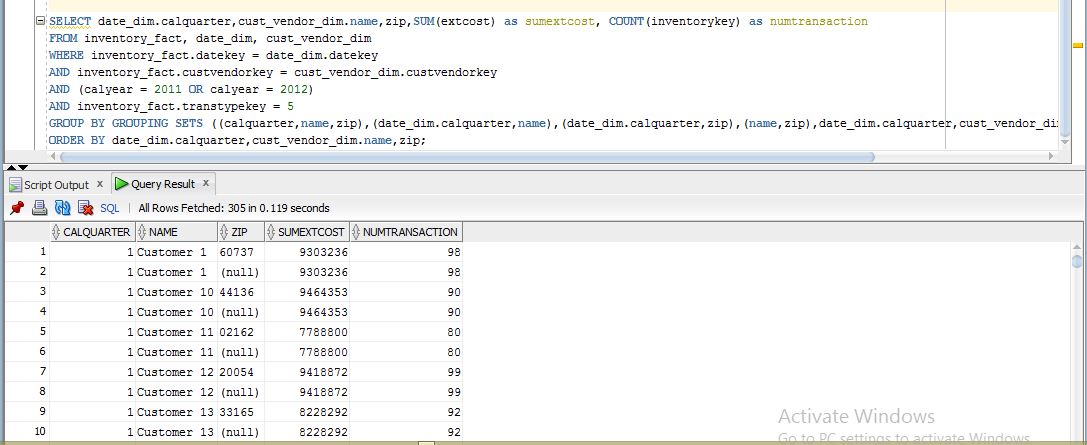 SELECT date_dim.calquarter,cust_vendor_dim.name,zip,SUM(extcost) as sumextcost, COUNT(inventorykey) as numtransaction
FROM inventory_fact, date_dim, cust_vendor_dim
WHERE inventory_fact.datekey = date_dim.datekey
AND inventory_fact.custvendorkey = cust_vendor_dim.custvendorkey
AND (calyear = 2011 OR calyear = 2012)
AND inventory_fact.transtypekey = 5
GROUP BY GROUPING SETS ((calquarter,name,zip),(date_dim.calquarter,name),(date_dim.calquarter,zip),(name,zip),date_dim.calquarter,cust_vendor_di
ORDER BY date_dim.calquarter,cust_vendor_dim.name,zip;
Script Output x Query Result x
SQL | All Rows Fetched: 305 in 0.119 seconds
CALQUARTER NAME ZIP SUMEXTCOST NUMTRANSACTION
1 1 Customer 1 60737 9303236 98
2 1 Customer 1 (null) 9303236 98
3 1 Customer 10 44136 9464353 90
4 1 Customer 10 (null) 9464353 90
5 1 Customer 11 02162 7788800 80
6 1 Customer 11 (null) 7788800 80
7 1 Customer 12 20054 9418872 99
8 1 Customer 12 (null) 9418872 99
9 1 Customer 13 33165 8228292 92
10 1 Customer 13 (null) 8228292 92
Activate Windows
Go to PC settings to activate Windows